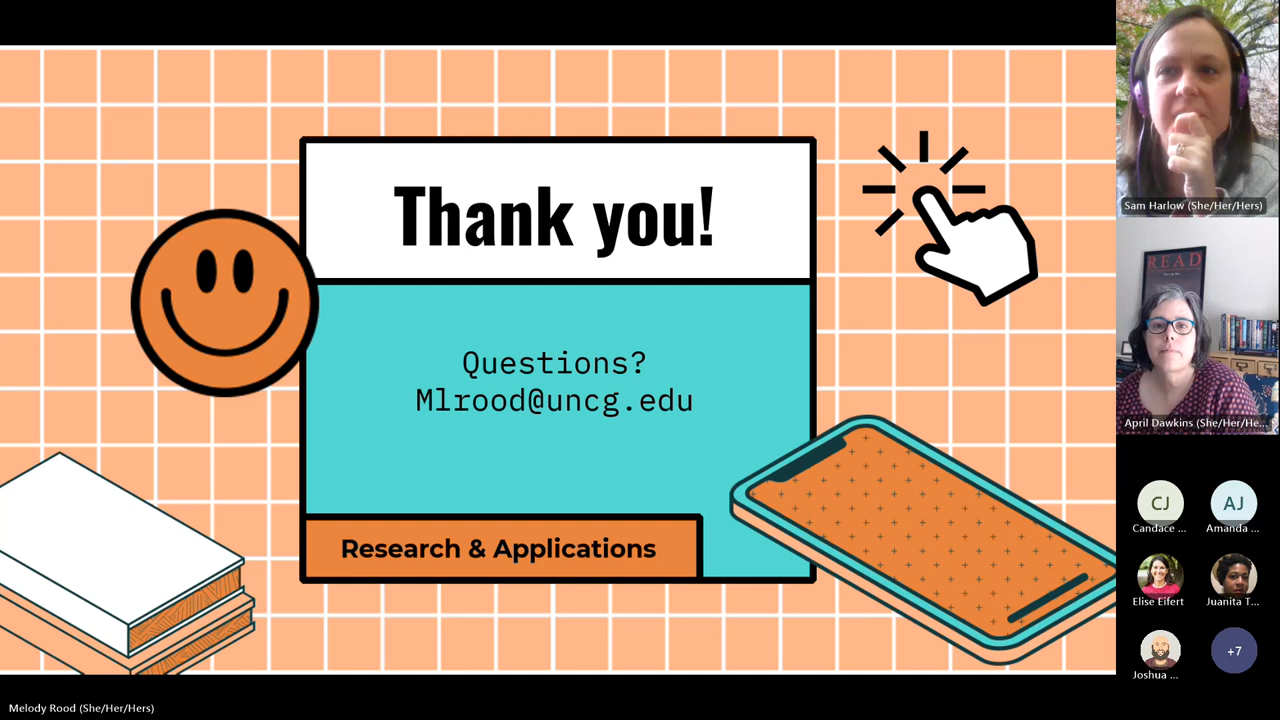 Thank you!
Questions?
Mlrood@uncg.edu
Research & Applications
Sam Harlow (She/Her/Hers)
READ
April Dawkins (She/Her/He...
CJ
AJ
Candace ...
Amanda ...
Elise Eifert
Juanita T...
Joshua ...
+7
Melody Rood (She/Her/Hers)